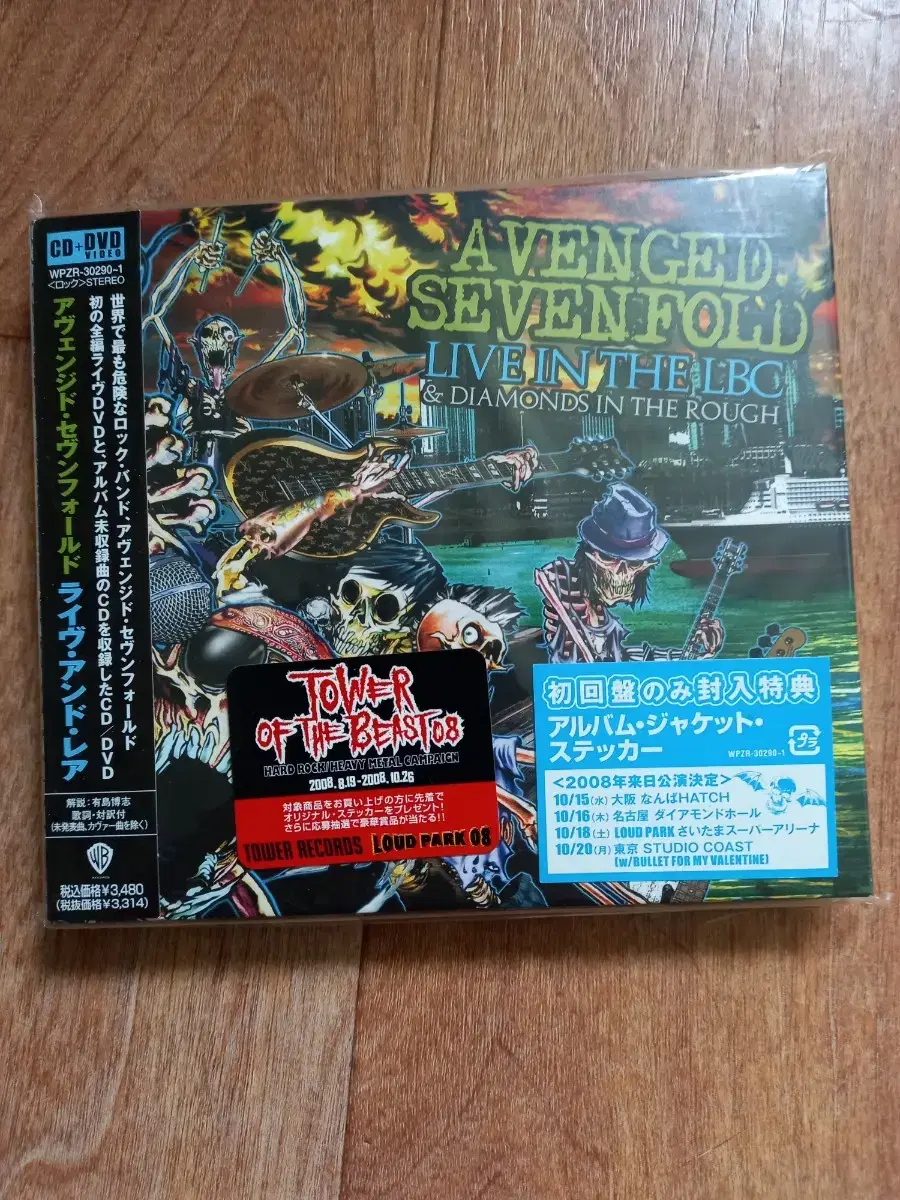 CD+DVD
VIDEO
WPZR-30290~1
<ロック>STEREO
世界で最も危険なロック・バンド、アヴェンジド・セヴンフォールド
初の全編ライヴDVDと、アルバム未収録曲のCDを収録したCD/DVD
アヴェンジド・セヴンフォールド ライヴ・アンド・レア
解説:有島博志
歌詞・対訳付
(未発表曲、カヴァー曲を除く)
WB
税込価格¥3,480
(税抜価格¥3,314)
AVENGED
SEVENFOLD
LIVE IN THE LBC
& DIAMONDS IN THE ROUGH
TOWER
OF THE BEAST 08
HARD ROCK/HEAVY METAL CAMPAIGN
2008.8.19-2008.10.26
対象商品をお買い上げの方に先着で
オリジナル・ステッカーをプレゼント!
さらに応募抽選で豪華賞品が当たる!!
TOWER RECORDS LOUD PARK 08
初回盤のみ封入特典
アルバム・ジャケット・
ステッカー
プラ
WPZR-30290~1
<2008年来日公演決定>
10/15(水)大阪 なんばHATCH
10/16(木)名古屋 ダイアモンドホール
10/18(土)LOUD PARK さいたまスーパーアリーナ
10/20(月)東京 STUDIO COAST
(w/BULLET FOR MY VALENTINE)